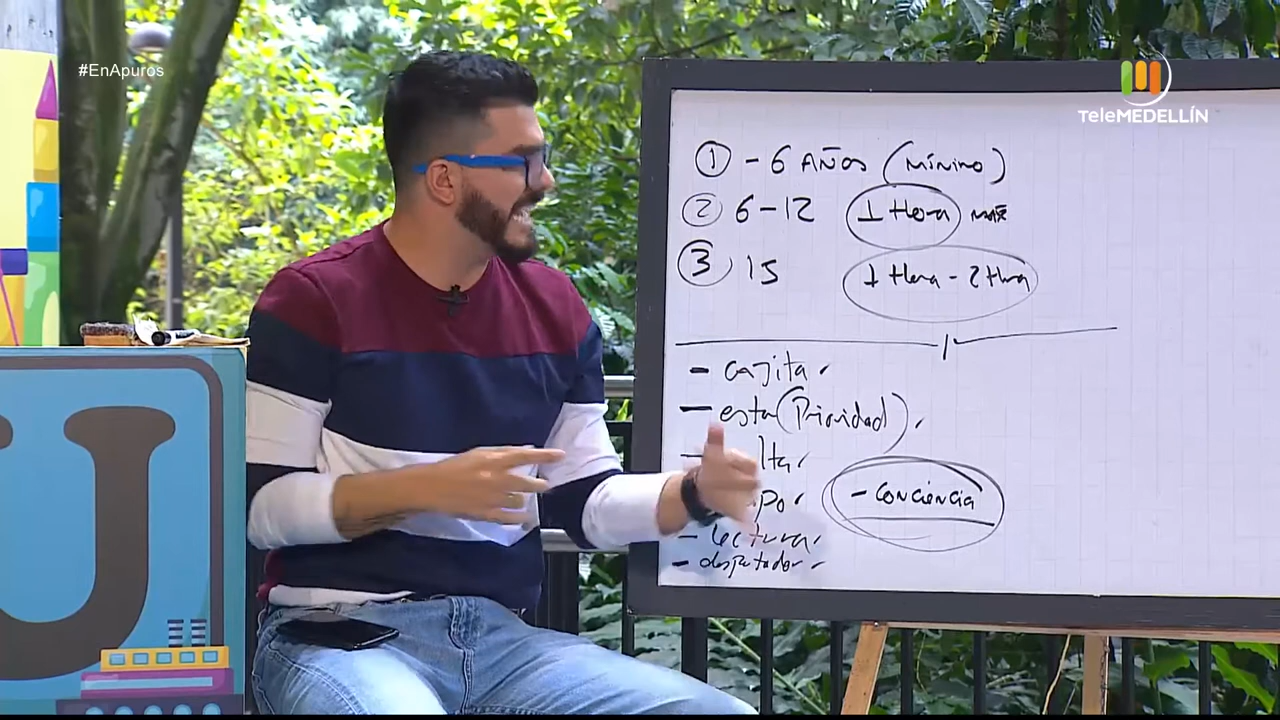 #EnApuros
TeleMEDELLÍN
① - 6 AÑOS (mínimo)
② 6-12 1 Hora max
③ 15 1 Hora - 2 Hora
- cajita
- esta (Prioridad)
- conciencia
- lectura
- despertador
U